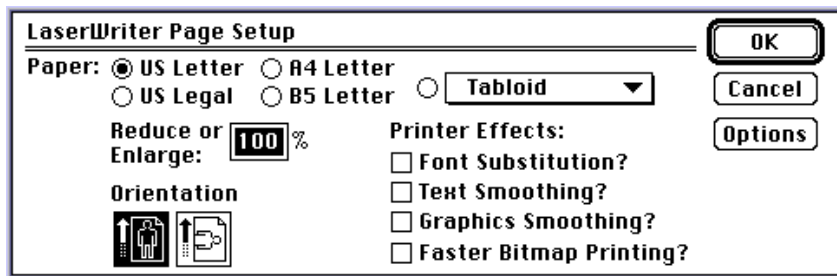 LaserWriter Page Setup
OK
Paper: US Letter A4 Letter
US Legal B5 Letter Tabloid
Cancel
Reduce or 100 %
Enlarge:
Printer Effects:
Options
Font Substitution?
Orientation
Text Smoothing?
Graphics Smoothing?
Faster Bitmap Printing?